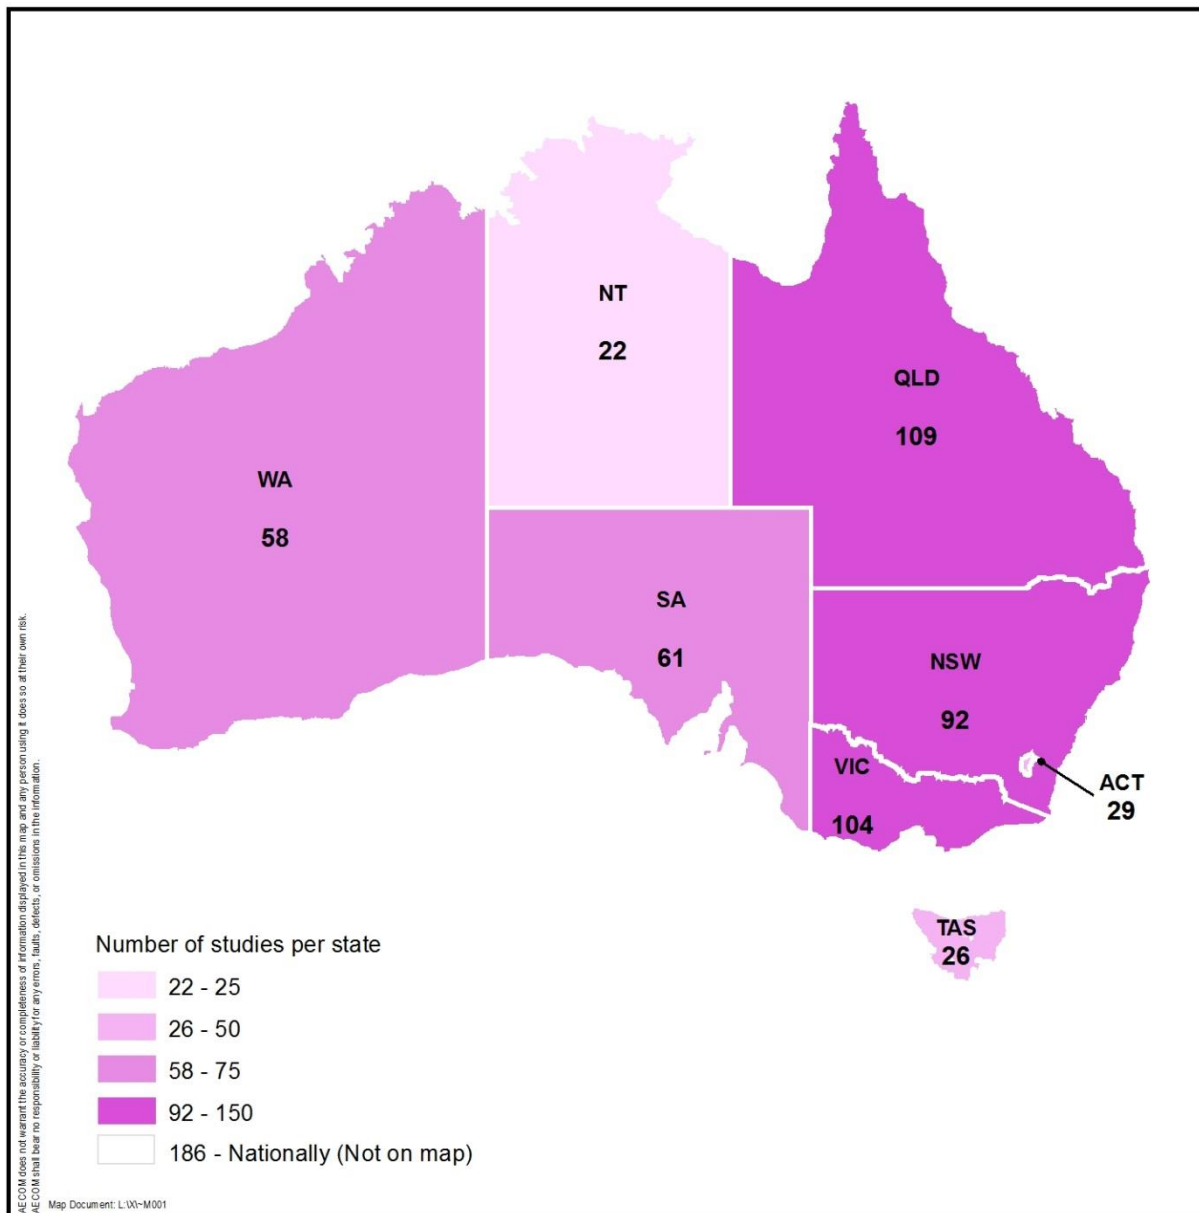 NT
22
QLD
109
WA
58
SA
61
NSW
92
VIC
104
ACT
29
TAS
26
Number of studies per state
22 - 25
26 - 50
58 - 75
92 - 150
186 - Nationally (Not on map)
AECOM does not warrant the accuracy or completeness of information displayed in this map and any person using it does so at their own risk.
AECOM shall bear no responsibility or liability for any errors, faults, defects, or omissions in the information.
Map Document: L:\X\~M001